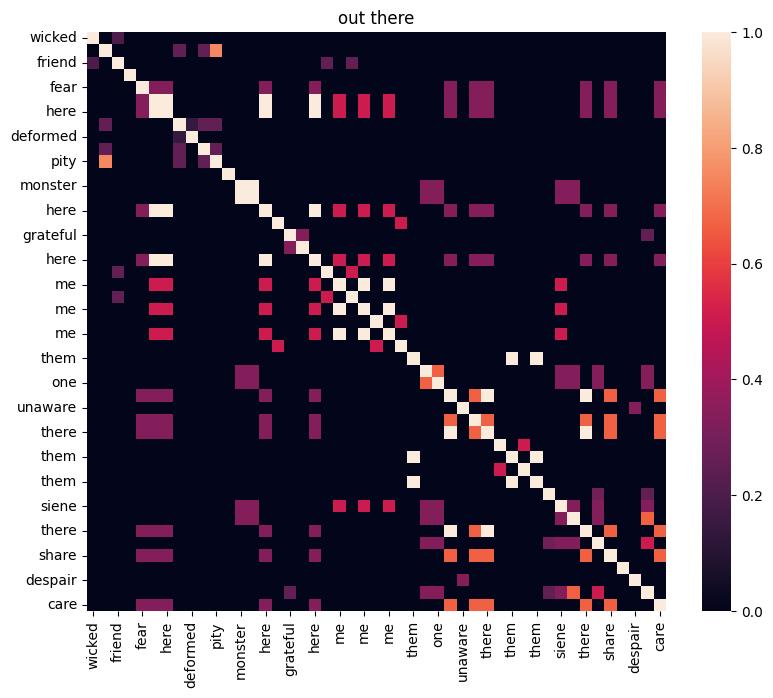 out there
wicked
friend
fear
here
deformed
pity
monster
here
grateful
here
me
me
me
them
one
unaware
there
them
them
siene
there
share
despair
care
1.0
0.8
0.6
0.4
0.2
0.0
wicked
friend
fear
here
deformed
pity
monster
here
grateful
here
me
me
me
them
one
unaware
there
them
them
siene
there
share
despair
care